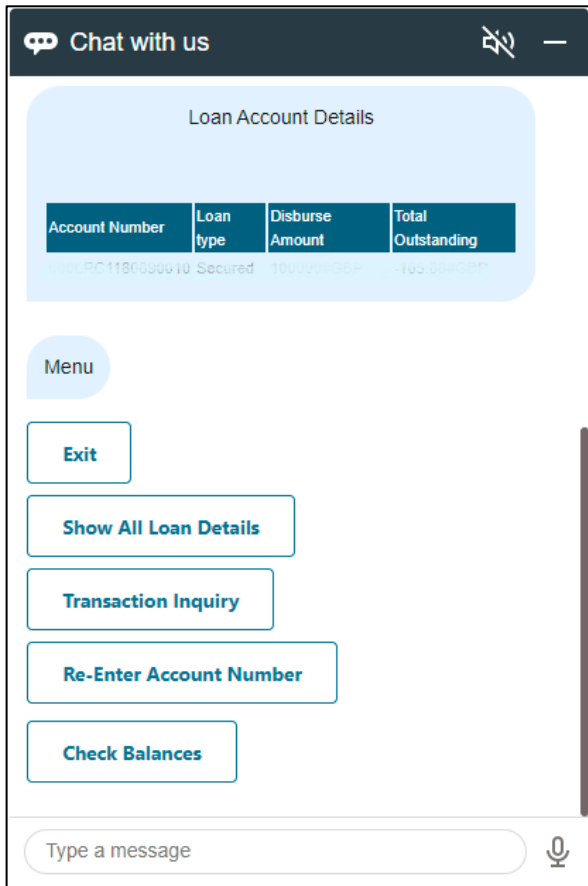 Chat with us
Loan Account Details
Account Number Loan type Disburse Amount Total Outstanding
Secured
Menu
Exit
Show All Loan Details
Transaction Inquiry
Re-Enter Account Number
Check Balances
Type a message